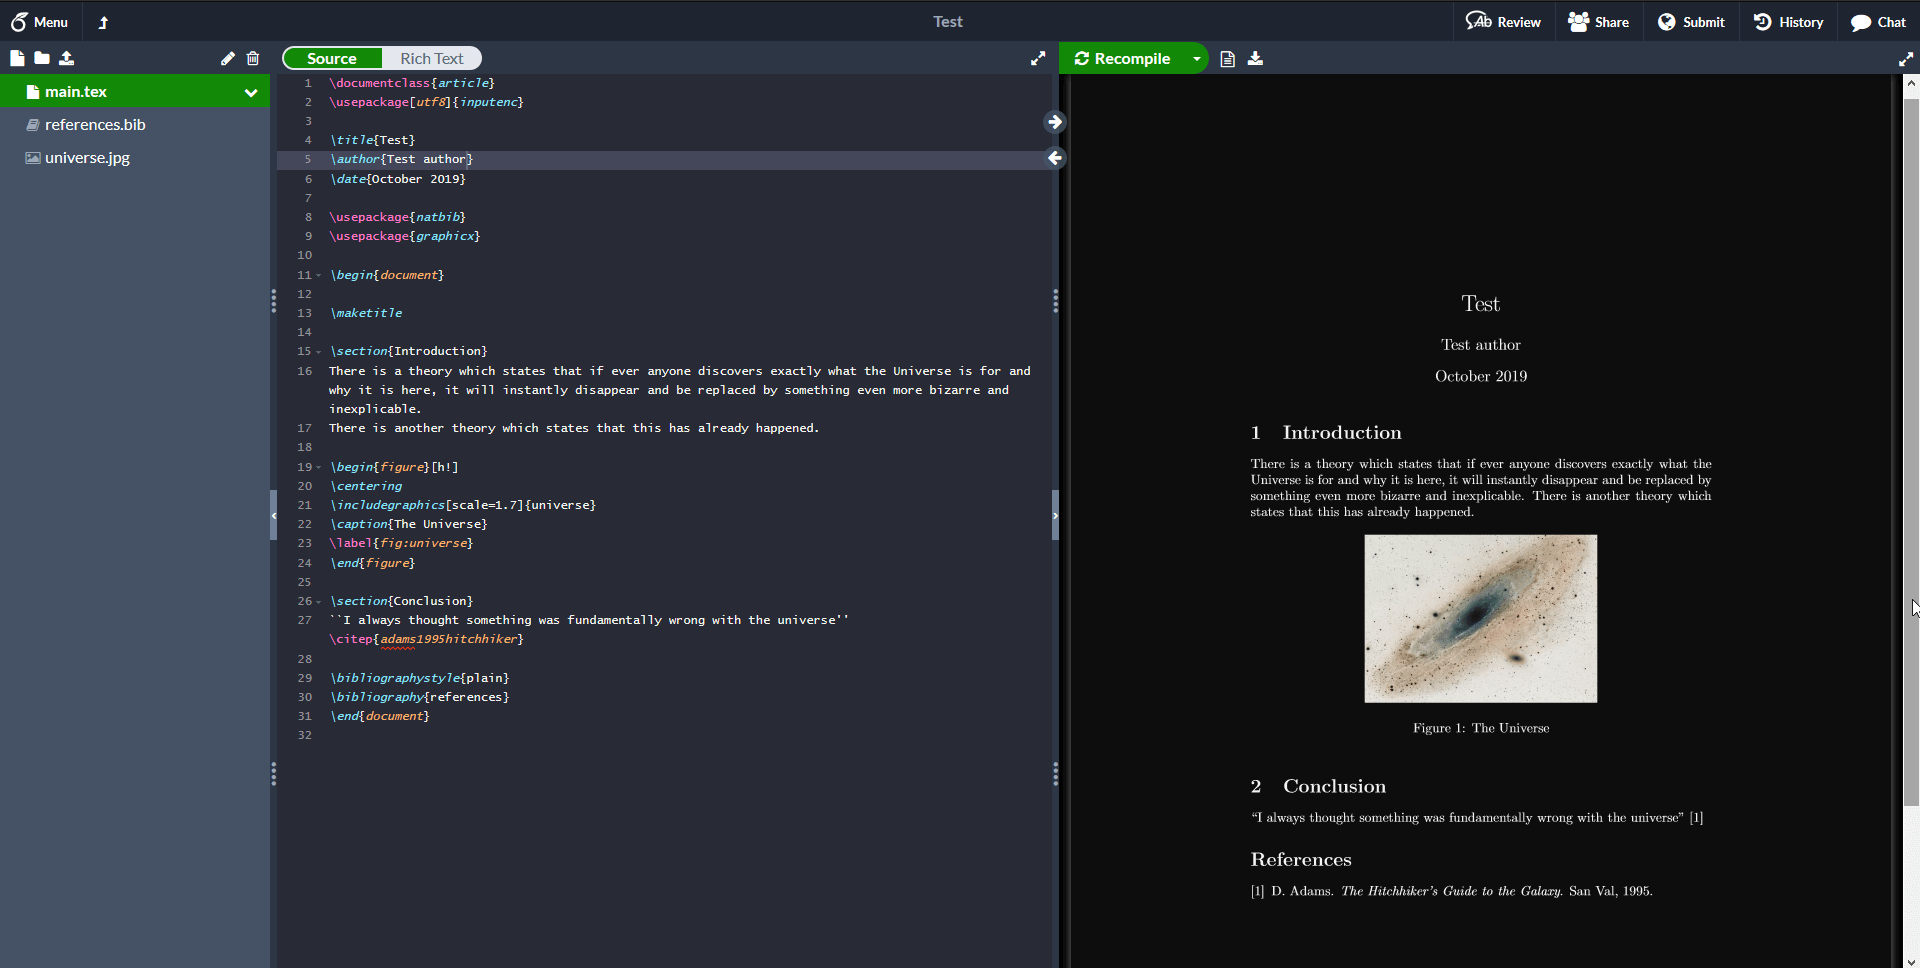 Menu
Test
Review
Share
Submit
History
Chat
Source
Rich Text
Recompile
main.tex
references.bib
universe.jpg
1 \documentclass{article}
2 \usepackage[utf8]{inputenc}
3
4 \title{Test}
5 \author{Test author}
6 \date{October 2019}
7
8 \usepackage{natbib}
9 \usepackage{graphicx}
10
11 \begin{document}
12
13 \maketitle
14
15 \section{Introduction}
16 There is a theory which states that if ever anyone discovers exactly what the Universe is for and
why it is here, it will instantly disappear and be replaced by something even more bizarre and
inexplicable.
17 There is another theory which states that this has already happened.
18
19 \begin{figure}[h!]
20 \centering
21 \includegraphics[scale=1.7]{universe}
22 \caption{The Universe}
23 \label{fig:universe}
24 \end{figure}
25
26 \section{Conclusion}
27 ``I always thought something was fundamentally wrong with the universe''
\citep{adams1995hitchhiker}
28
29 \bibliographystyle{plain}
30 \bibliography{references}
31 \end{document}
32
Test
Test author
October 2019
1 Introduction
There is a theory which states that if ever anyone discovers exactly what the
Universe is for and why it is here, it will instantly disappear and be replaced by
something even more bizarre and inexplicable. There is another theory which
states that this has already happened.
Figure 1: The Universe
2 Conclusion
“I always thought something was fundamentally wrong with the universe” [1]
References
[1] D. Adams. The Hitchhiker’s Guide to the Galaxy. San Val, 1995.